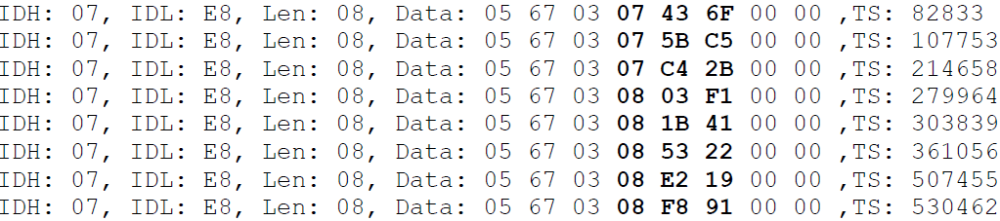 IDH: 07, IDL: E8, Len: 08, Data: 05 67 03 07 43 6F 00 00 ,TS: 82833
IDH: 07, IDL: E8, Len: 08, Data: 05 67 03 07 5B C5 00 00 ,TS: 107753
IDH: 07, IDL: E8, Len: 08, Data: 05 67 03 07 C4 2B 00 00 ,TS: 214658
IDH: 07, IDL: E8, Len: 08, Data: 05 67 03 08 03 F1 00 00 ,TS: 279964
IDH: 07, IDL: E8, Len: 08, Data: 05 67 03 08 1B 41 00 00 ,TS: 303839
IDH: 07, IDL: E8, Len: 08, Data: 05 67 03 08 53 22 00 00 ,TS: 361056
IDH: 07, IDL: E8, Len: 08, Data: 05 67 03 08 E2 19 00 00 ,TS: 507455
IDH: 07, IDL: E8, Len: 08, Data: 05 67 03 08 F8 91 00 00 ,TS: 530462